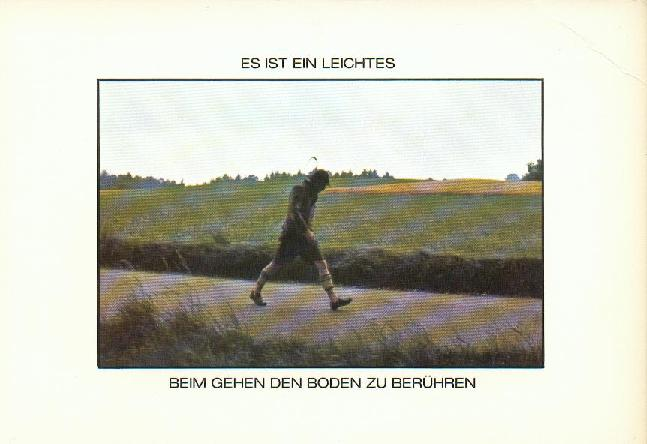 ES IST EIN LEICHTES
BEIM GEHEN DEN BODEN ZU BERÜHREN